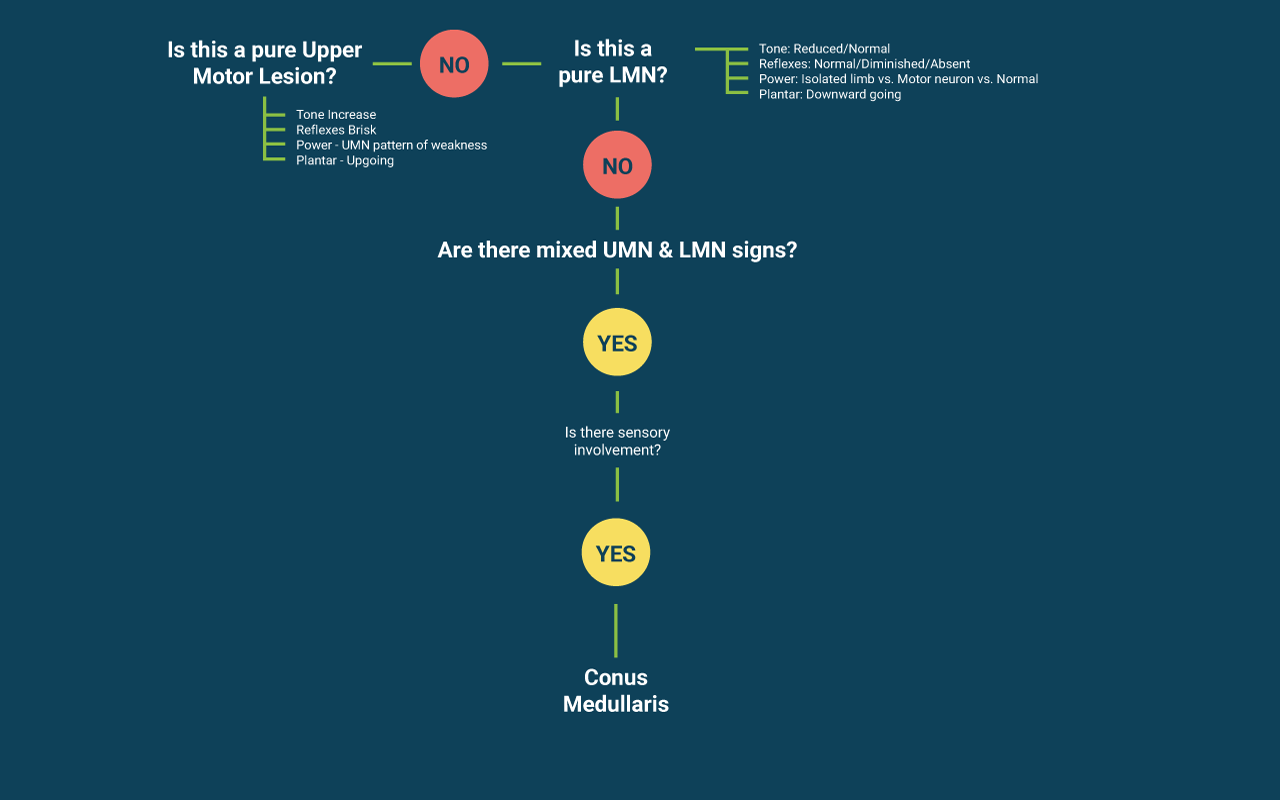 Is this a pure Upper
Motor Lesion?
Tone Increase
Reflexes Brisk
Power - UMN pattern of weakness
Plantar - Upgoing
NO
Is this a
pure LMN?
Tone: Reduced/Normal
Reflexes: Normal/Diminished/Absent
Power: Isolated limb vs. Motor neuron vs. Normal
Plantar: Downward going
NO
Are there mixed UMN & LMN signs?
YES
Is there sensory
involvement?
YES
Conus
Medullaris